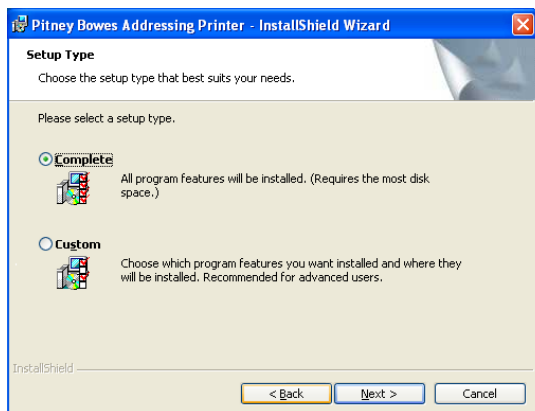 Pitney Bowes Addressing Printer - InstallShield Wizard
Setup Type
Choose the setup type that best suits your needs.
Please select a setup type.
Complete
All program features will be installed. (Requires the most disk
space.)
Custom
Choose which program features you want installed and where they
will be installed. Recommended for advanced users.
InstallShield
< Back Next > Cancel